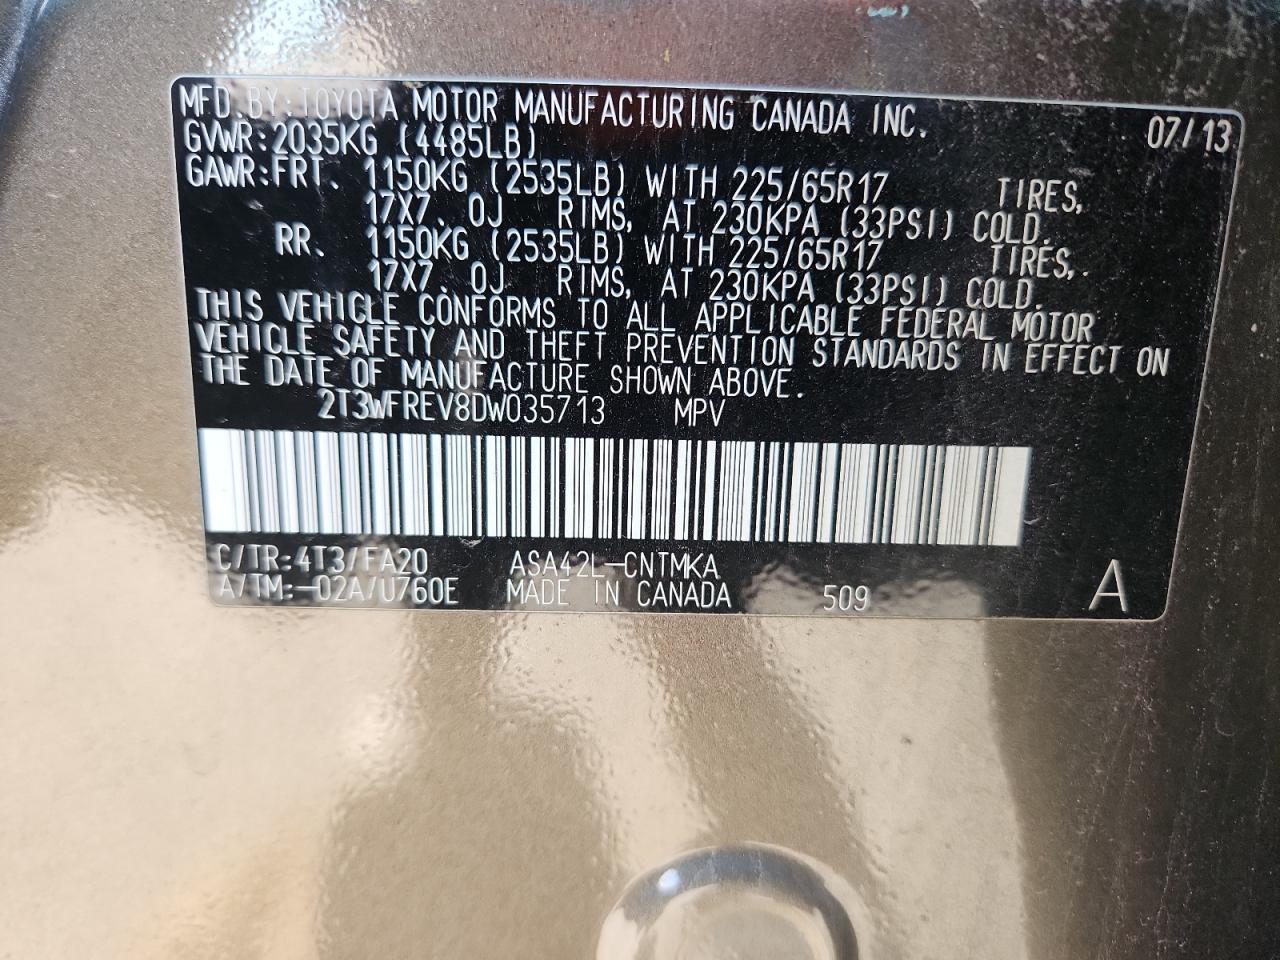 MFD.BY:TOYOTA MOTOR MANUFACTURING CANADA INC. 07/13
GVWR:2035KG (4485LB)
GAWR:FRT. 1150KG (2535LB) WITH 225/65R17 TIRES,
17X7.0J RIMS, AT 230KPA (33PSI) COLD.
RR. 1150KG (2535LB) WITH 225/65R17 TIRES,.
17X7.0J RIMS, AT 230KPA (33PSI) COLD.
THIS VEHICLE CONFORMS TO ALL APPLICABLE FEDERAL MOTOR
VEHICLE SAFETY AND THEFT PREVENTION STANDARDS IN EFFECT ON
THE DATE OF MANUFACTURE SHOWN ABOVE.
2T3WFREV8DW035713 MPV
C/TR:4T3/FA20 ASA42L-CNTMKA
A/TM:-02A/U760E MADE IN CANADA 509 A